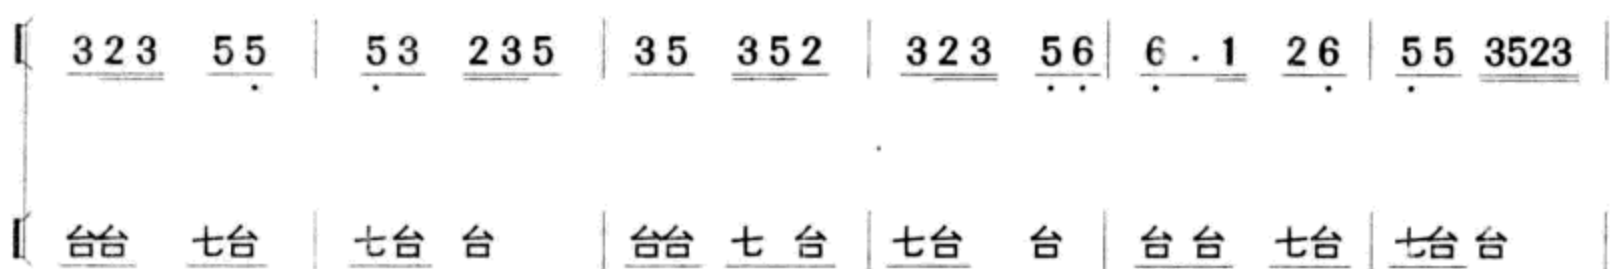 323 55 | 53 235 | 35 352 | 323 56 | 6·1 26 | 55 3523 |
台台 七台 | 七台 台 | 台台 七台 | 七台 台 | 台台 七台 | 七台 台 |